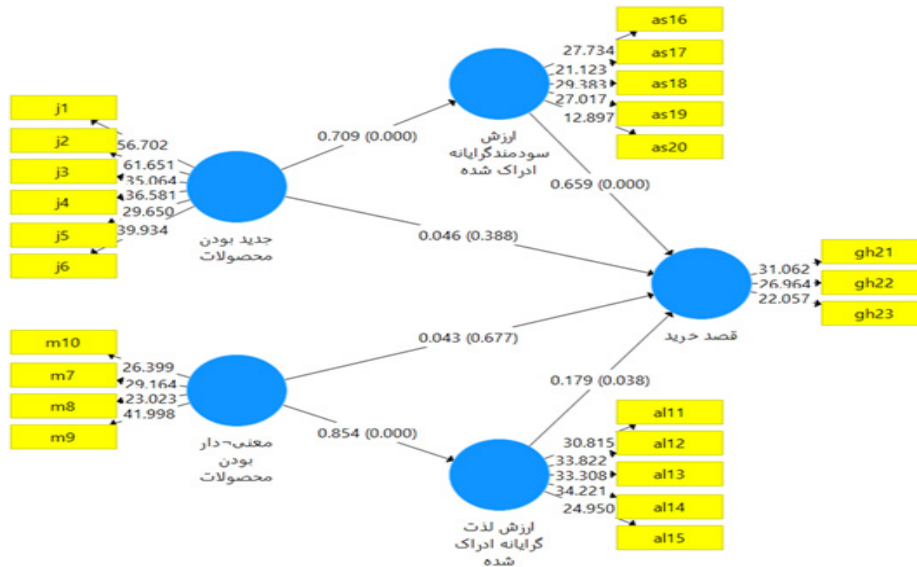 as16
as17
as18
as19
as20
27.734
21.123
29.383
27.017
12.897
ارزش
سودمندگرایانه
ادراک شده
j1
j2
j3
j4
j5
j6
56.702
61.651
35.064
36.581
29.650
39.934
جدید بودن
محصولات
0.709 (0.000)
0.659 (0.000)
0.046 (0.388)
gh21
gh22
gh23
31.062
26.964
22.057
قصد خرید
0.043 (0.677)
0.179 (0.038)
m10
m7
m8
m9
26.399
29.164
23.023
41.998
معنی¬دار
بودن
محصولات
0.854 (0.000)
al11
al12
al13
al14
al15
30.815
33.822
33.308
34.221
24.950
ارزش لذت
گرایانه ادراک
شده